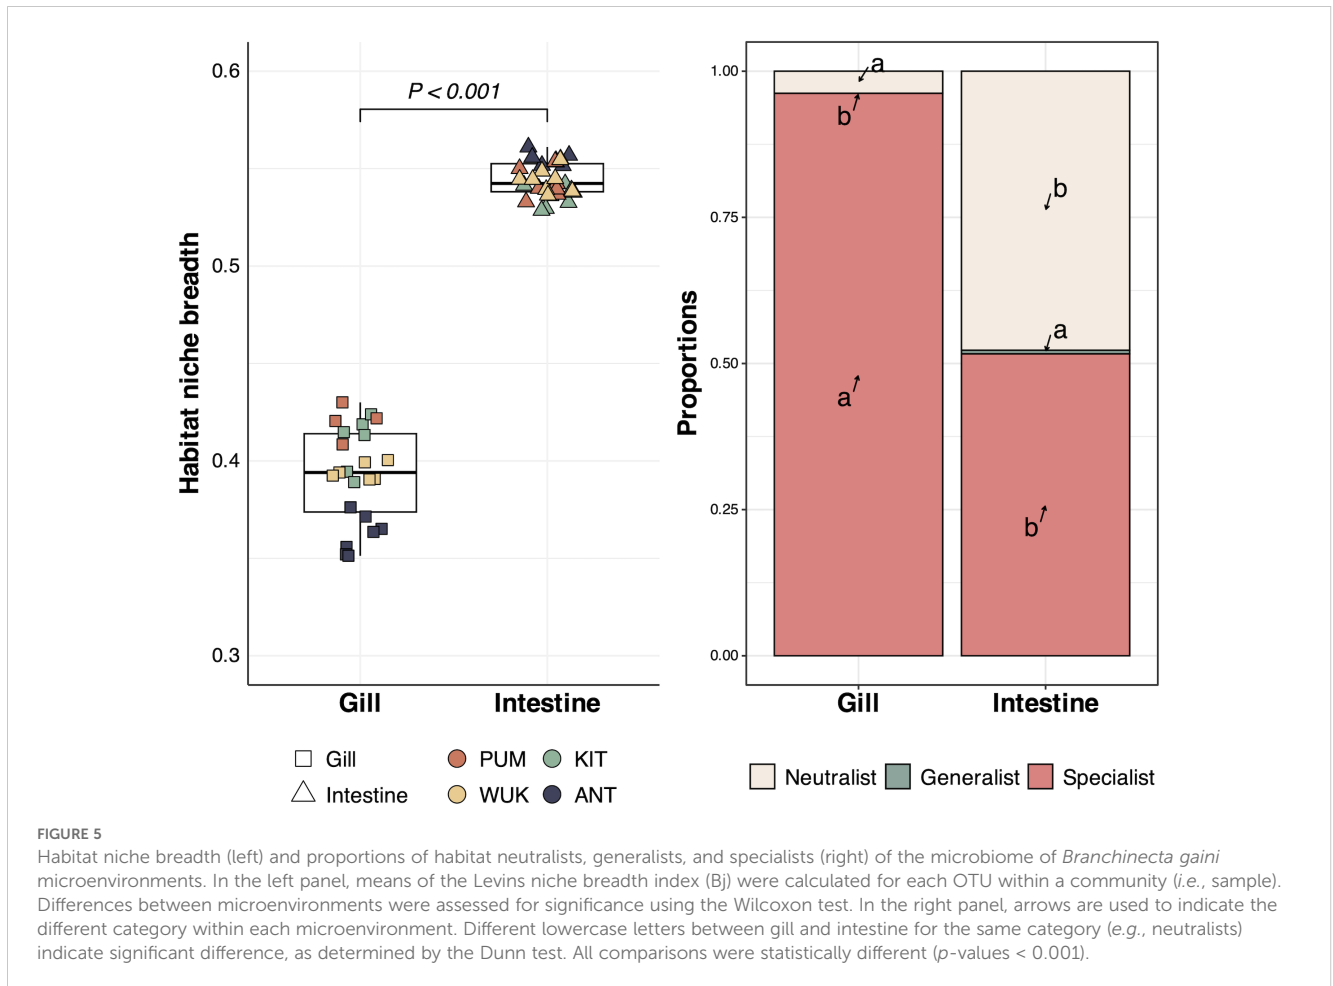 Habitat niche breadth
0.6
0.5
0.4
0.3
P < 0.001
Gill
Intestine
Gill
Intestine
PUM
KIT
WUK
ANT
Proportions
1.00
0.75
0.50
0.25
0.00
a
b
a
b
a
b
Gill
Intestine
Neutralist
Generalist
Specialist
FIGURE 5
Habitat niche breadth (left) and proportions of habitat neutralists, generalists, and specialists (right) of the microbiome of Branchinecta gaini
microenvironments. In the left panel, means of the Levins niche breadth index (Bj) were calculated for each OTU within a community (i.e., sample).
Differences between microenvironments were assessed for significance using the Wilcoxon test. In the right panel, arrows are used to indicate the
different category within each microenvironment. Different lowercase letters between gill and intestine for the same category (e.g., neutralists)
indicate significant difference, as determined by the Dunn test. All comparisons were statistically different (p-values < 0.001).